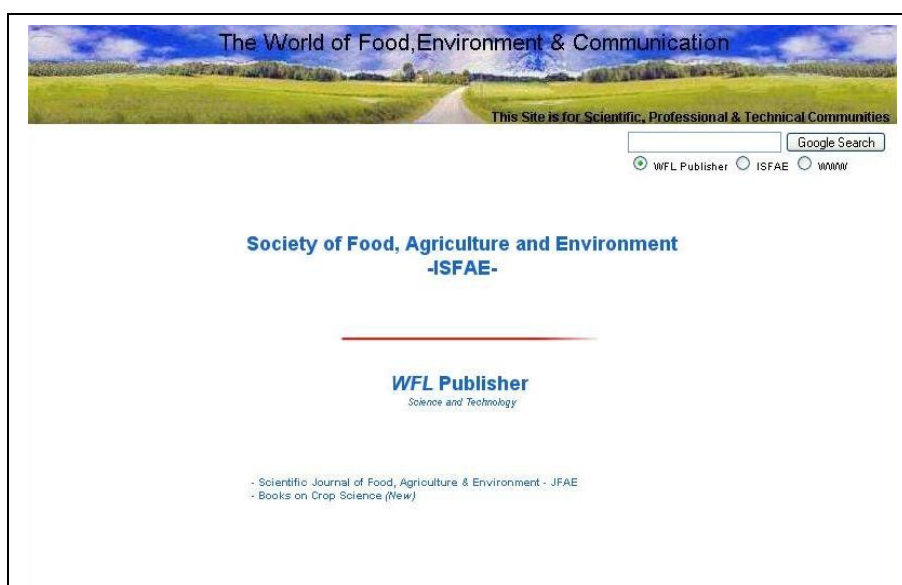 The World of Food,Environment & Communication
This Site is for Scientific, Professional & Technical Communities
Google Search
WFL Publisher ISFAE WWW
Society of Food, Agriculture and Environment
-ISFAE-
WFL Publisher
Science and Technology
- Scientific Journal of Food, Agriculture & Environment - JFAE
- Books on Crop Science (New)